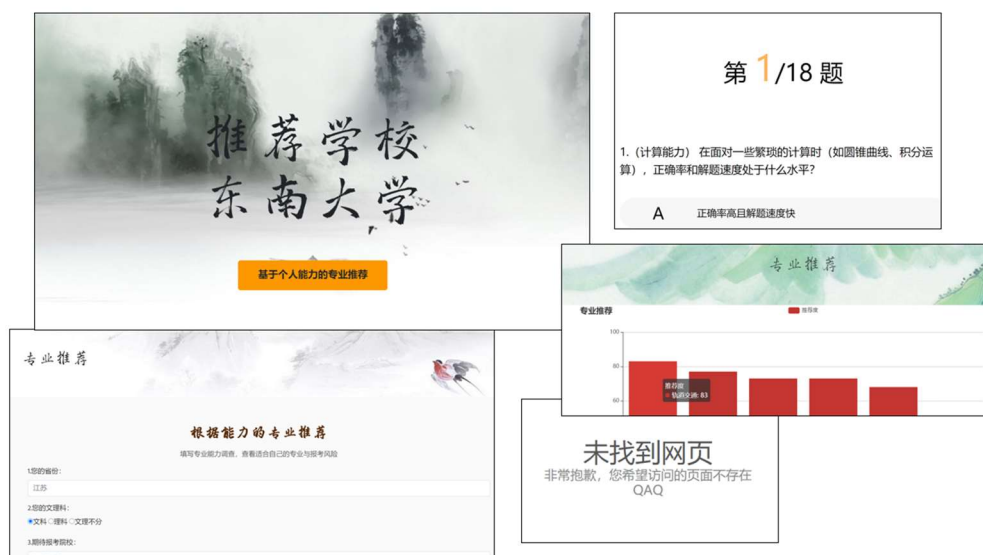 推荐学校
东南大学
基于个人能力的专业推荐
第 1/18 题
1.（计算能力） 在面对一些繁琐的计算时（如圆锥曲线、积分运
算），正确率和解题速度处于什么水平？
A 正确率高且解题速度快
专业推荐
专业推荐
推荐度
100
80
60
推荐度
轨道交通: 83
专业推荐
根据能力的专业推荐
填写专业能力调查，查看适合自己的专业与报考风险
1.您的省份：
江苏
2.您的文理科：
文科 理科 文理不分
3.期待报考院校：
未找到网页
非常抱歉，您希望访问的页面不存在
QAQ